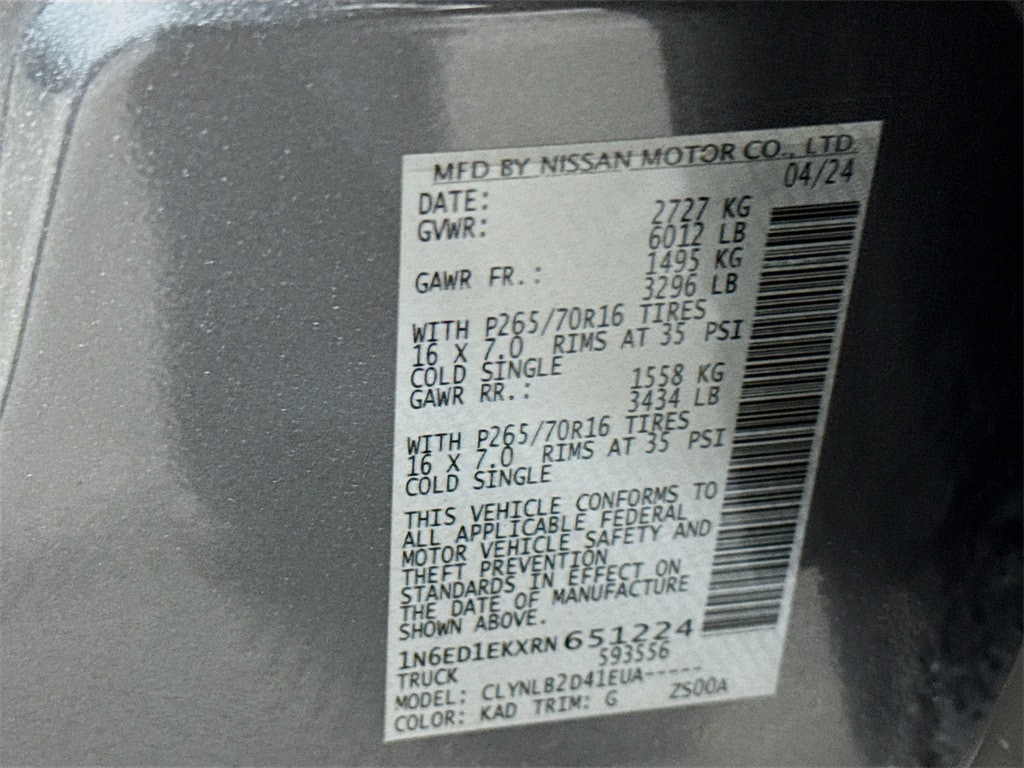 MFD BY NISSAN MOTOR CO., LTD.
DATE: 04/24
GVWR: 2727 KG
6012 LB
GAWR FR.: 1495 KG
3296 LB
WITH P265/70R16 TIRES
16 X 7.0 RIMS AT 35 PSI
COLD SINGLE
GAWR RR.: 1558 KG
3434 LB
WITH P265/70R16 TIRES
16 X 7.0 RIMS AT 35 PSI
COLD SINGLE
THIS VEHICLE CONFORMS TO
ALL APPLICABLE FEDERAL
MOTOR VEHICLE SAFETY AND
THEFT PREVENTION
STANDARDS IN EFFECT ON
THE DATE OF MANUFACTURE
SHOWN ABOVE.
1N6ED1EKXRN 651224
TRUCK 593556
MODEL: CLYNLB2D41EUA-----
COLOR: KAD TRIM: G ZS00A